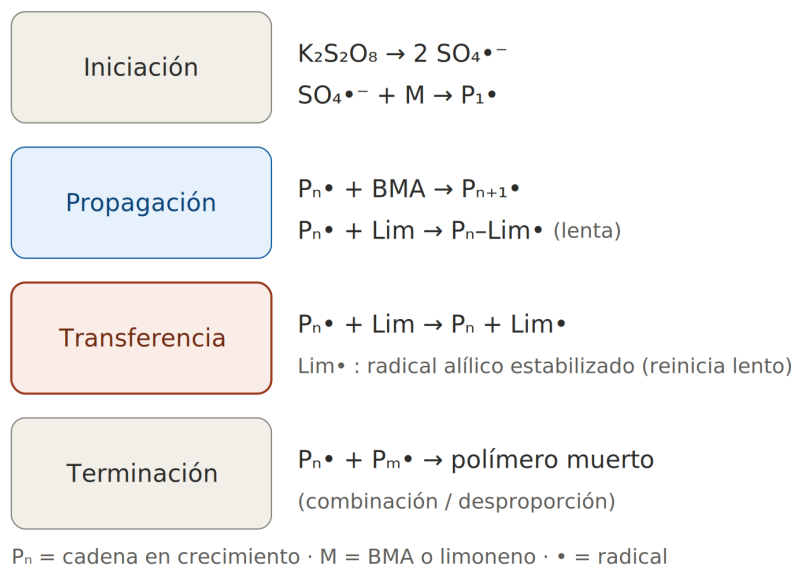 Iniciación
K₂S₂O₈ → 2 SO₄•⁻
SO₄•⁻ + M → P₁•
Propagación
Pₙ• + BMA → Pₙ₊₁•
Pₙ• + Lim → Pₙ–Lim• (lenta)
Transferencia
Pₙ• + Lim → Pₙ + Lim•
Lim• : radical alílico estabilizado (reinicia lento)
Terminación
Pₙ• + Pₘ• → polímero muerto
(combinación / desproporción)
Pₙ = cadena en crecimiento · M = BMA o limoneno · • = radical